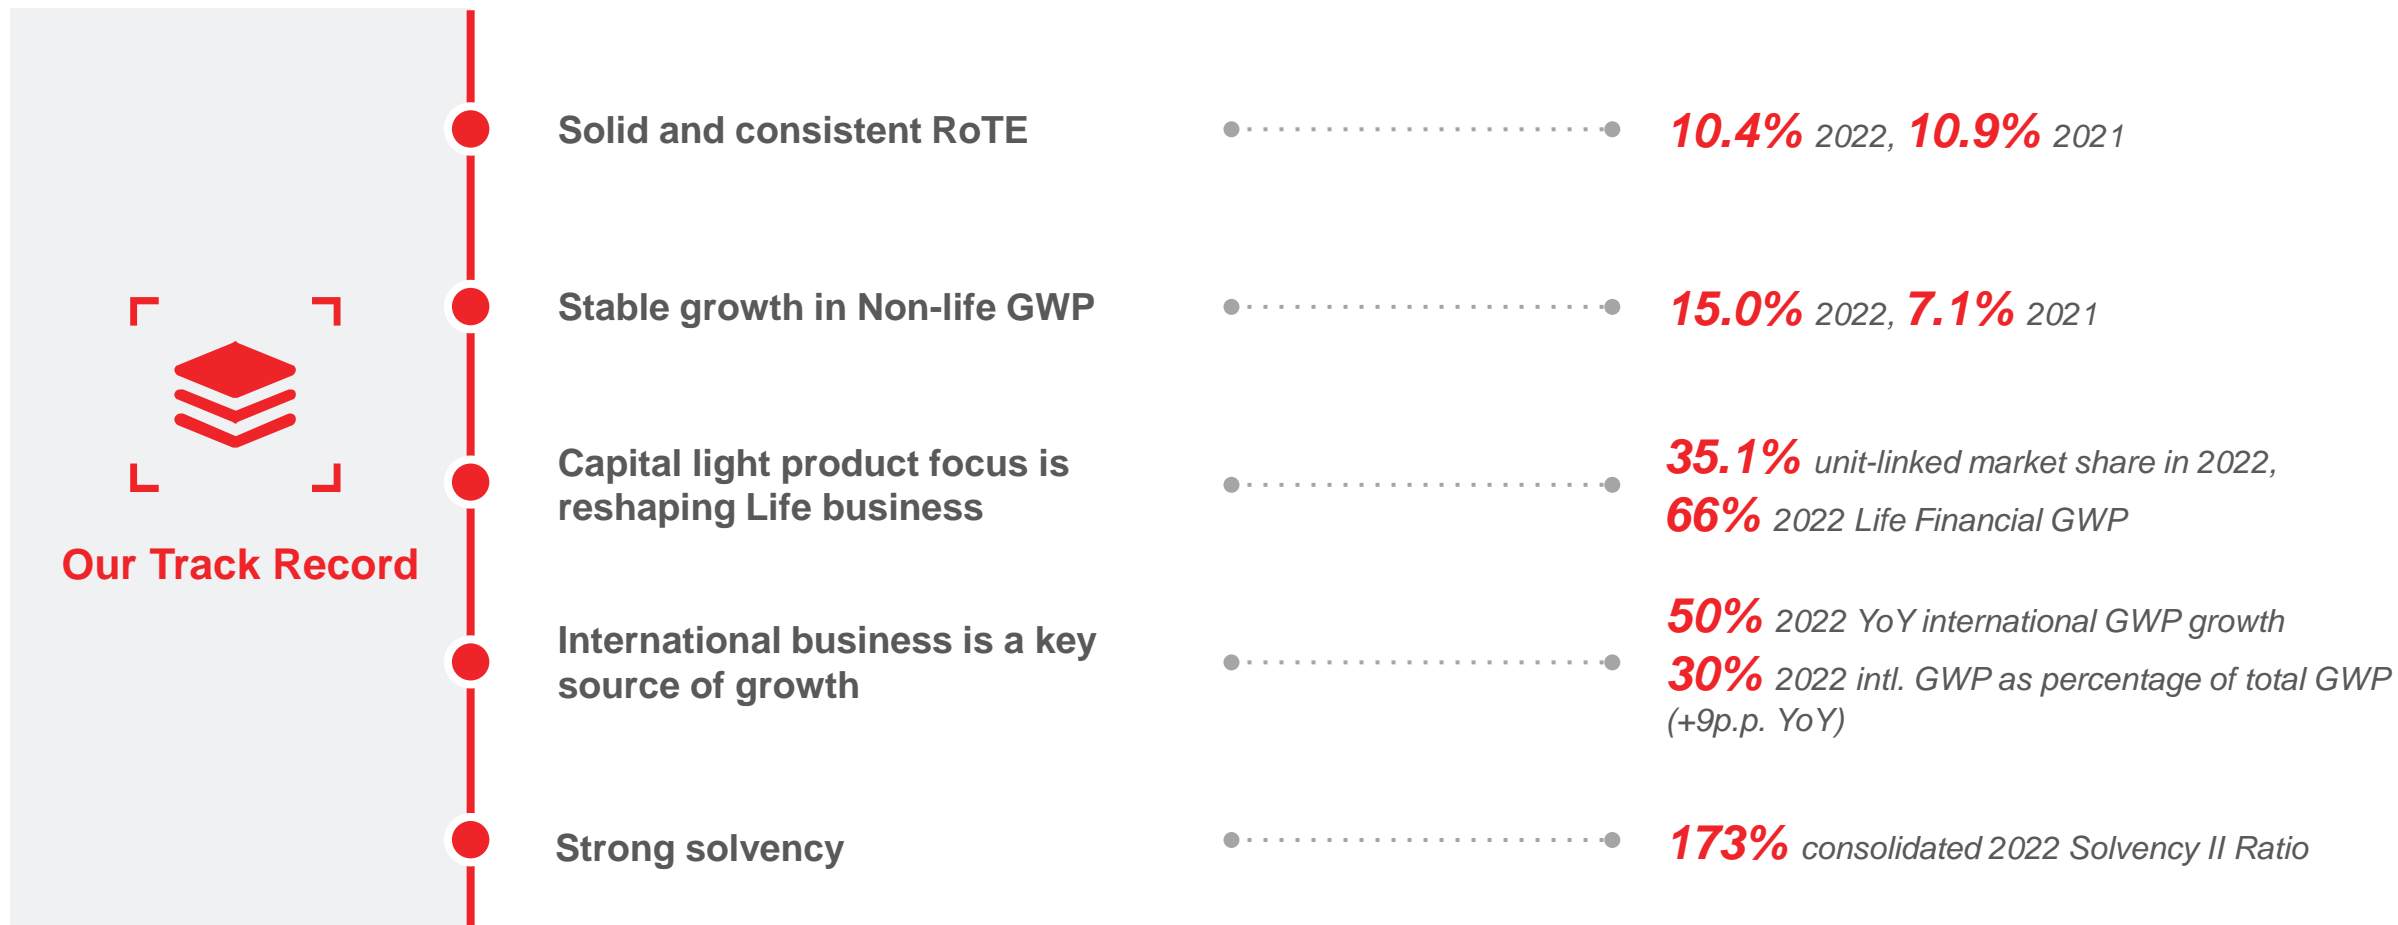 Our Track Record
Solid and consistent RoTE
10.4% 2022, 10.9% 2021
Stable growth in Non-life GWP
15.0% 2022, 7.1% 2021
Capital light product focus is
reshaping Life business
35.1% unit-linked market share in 2022,
66% 2022 Life Financial GWP
International business is a key
source of growth
50% 2022 YoY international GWP growth
30% 2022 intl. GWP as percentage of total GWP
(+9p.p. YoY)
Strong solvency
173% consolidated 2022 Solvency II Ratio